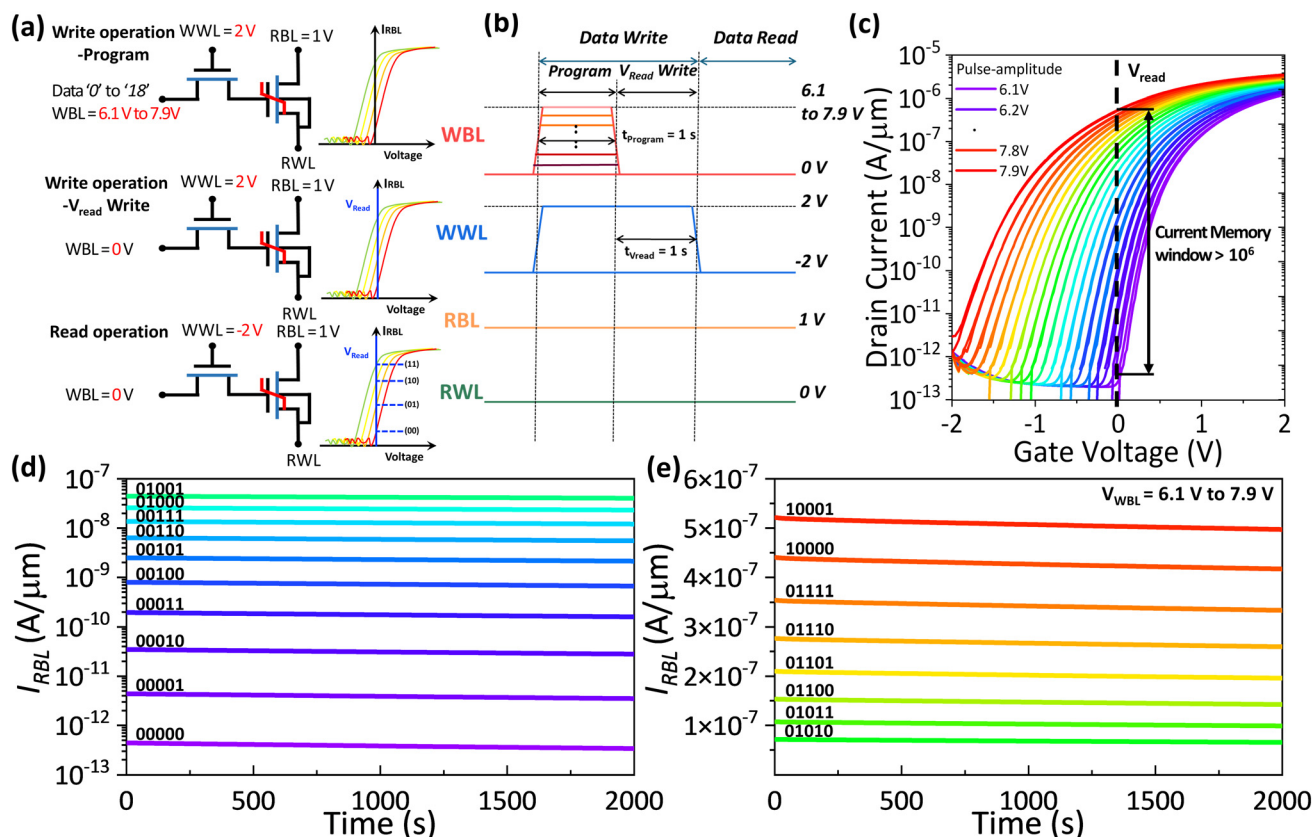 (a)
Write operation
-Program
WWL = 2 V
RBL = 1V
Data '0' to '18'
WBL = 6.1 V to 7.9 V
RWL
I_RBL
Voltage
Write operation
-V_read Write
WWL = 2 V
RBL = 1V
WBL = 0 V
RWL
I_RBL
V_Read
Voltage
Read operation
WWL = -2 V
RBL = 1V
WBL = 0 V
RWL
I_RBL
V_Read
(11)
(10)
(01)
(00)
Voltage
(b)
Data Write
Data Read
Program
V_Read Write
6.1
to 7.9 V
WBL
t_Program = 1 s
0 V
2 V
WWL
t_Vread = 1 s
-2 V
RBL
1 V
RWL
0 V
(c)
Drain Current (A/μm)
10^-5
10^-6
10^-7
10^-8
10^-9
10^-10
10^-11
10^-12
10^-13
Pulse-amplitude
6.1V
6.2V
.
7.8V
7.9V
V_read
Current Memory
window > 10^6
-2
-1
0
1
2
Gate Voltage (V)
(d)
I_RBL (A/μm)
10^-7
10^-8
10^-9
10^-10
10^-11
10^-12
10^-13
01001
01000
00111
00110
00101
00100
00011
00010
00001
00000
0
500
1000
1500
2000
Time (s)
(e)
I_RBL (A/μm)
6×10^-7
5×10^-7
4×10^-7
3×10^-7
2×10^-7
1×10^-7
V_WBL = 6.1 V to 7.9 V
10001
10000
01111
01110
01101
01100
01011
01010
0
500
1000
1500
2000
Time (s)